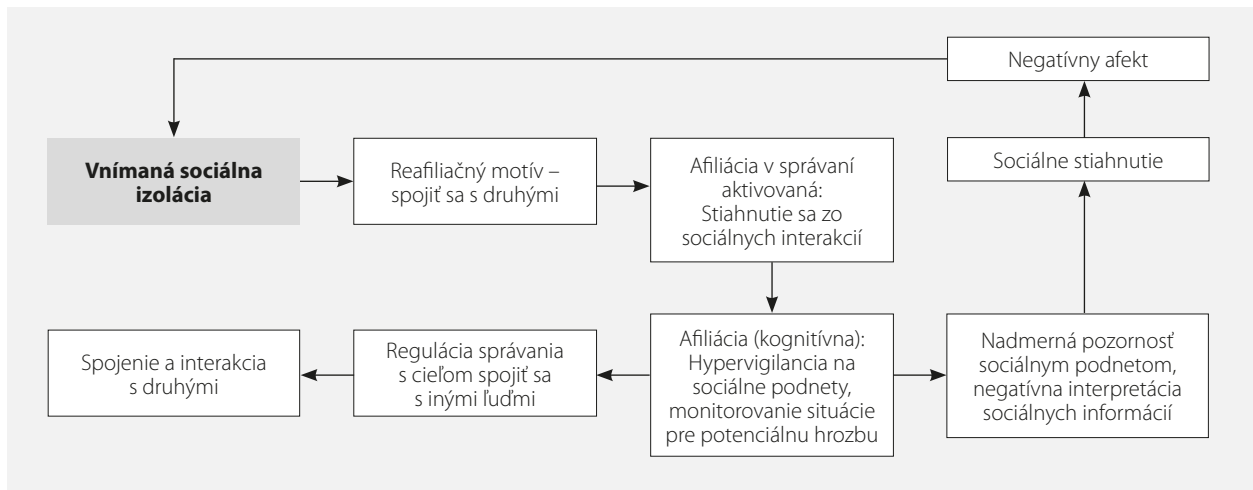 Negatívny afekt
Vnímaná sociálna
izolácia
Reafiliačný motív –
spojiť sa s druhými
Afiliácia v správaní
aktivovaná:
Stiahnutie sa zo
sociálnych interakcií
Sociálne stiahnutie
Spojenie a interakcia
s druhými
Regulácia správania
s cieľom spojiť sa
s inými ľuďmi
Afiliácia (kognitívna):
Hypervigilancia na
sociálne podnety,
monitorovanie situácie
pre potenciálnu hrozbu
Nadmerná pozornosť
sociálnym podnetom,
negatívna interpretácia
sociálnych informácií